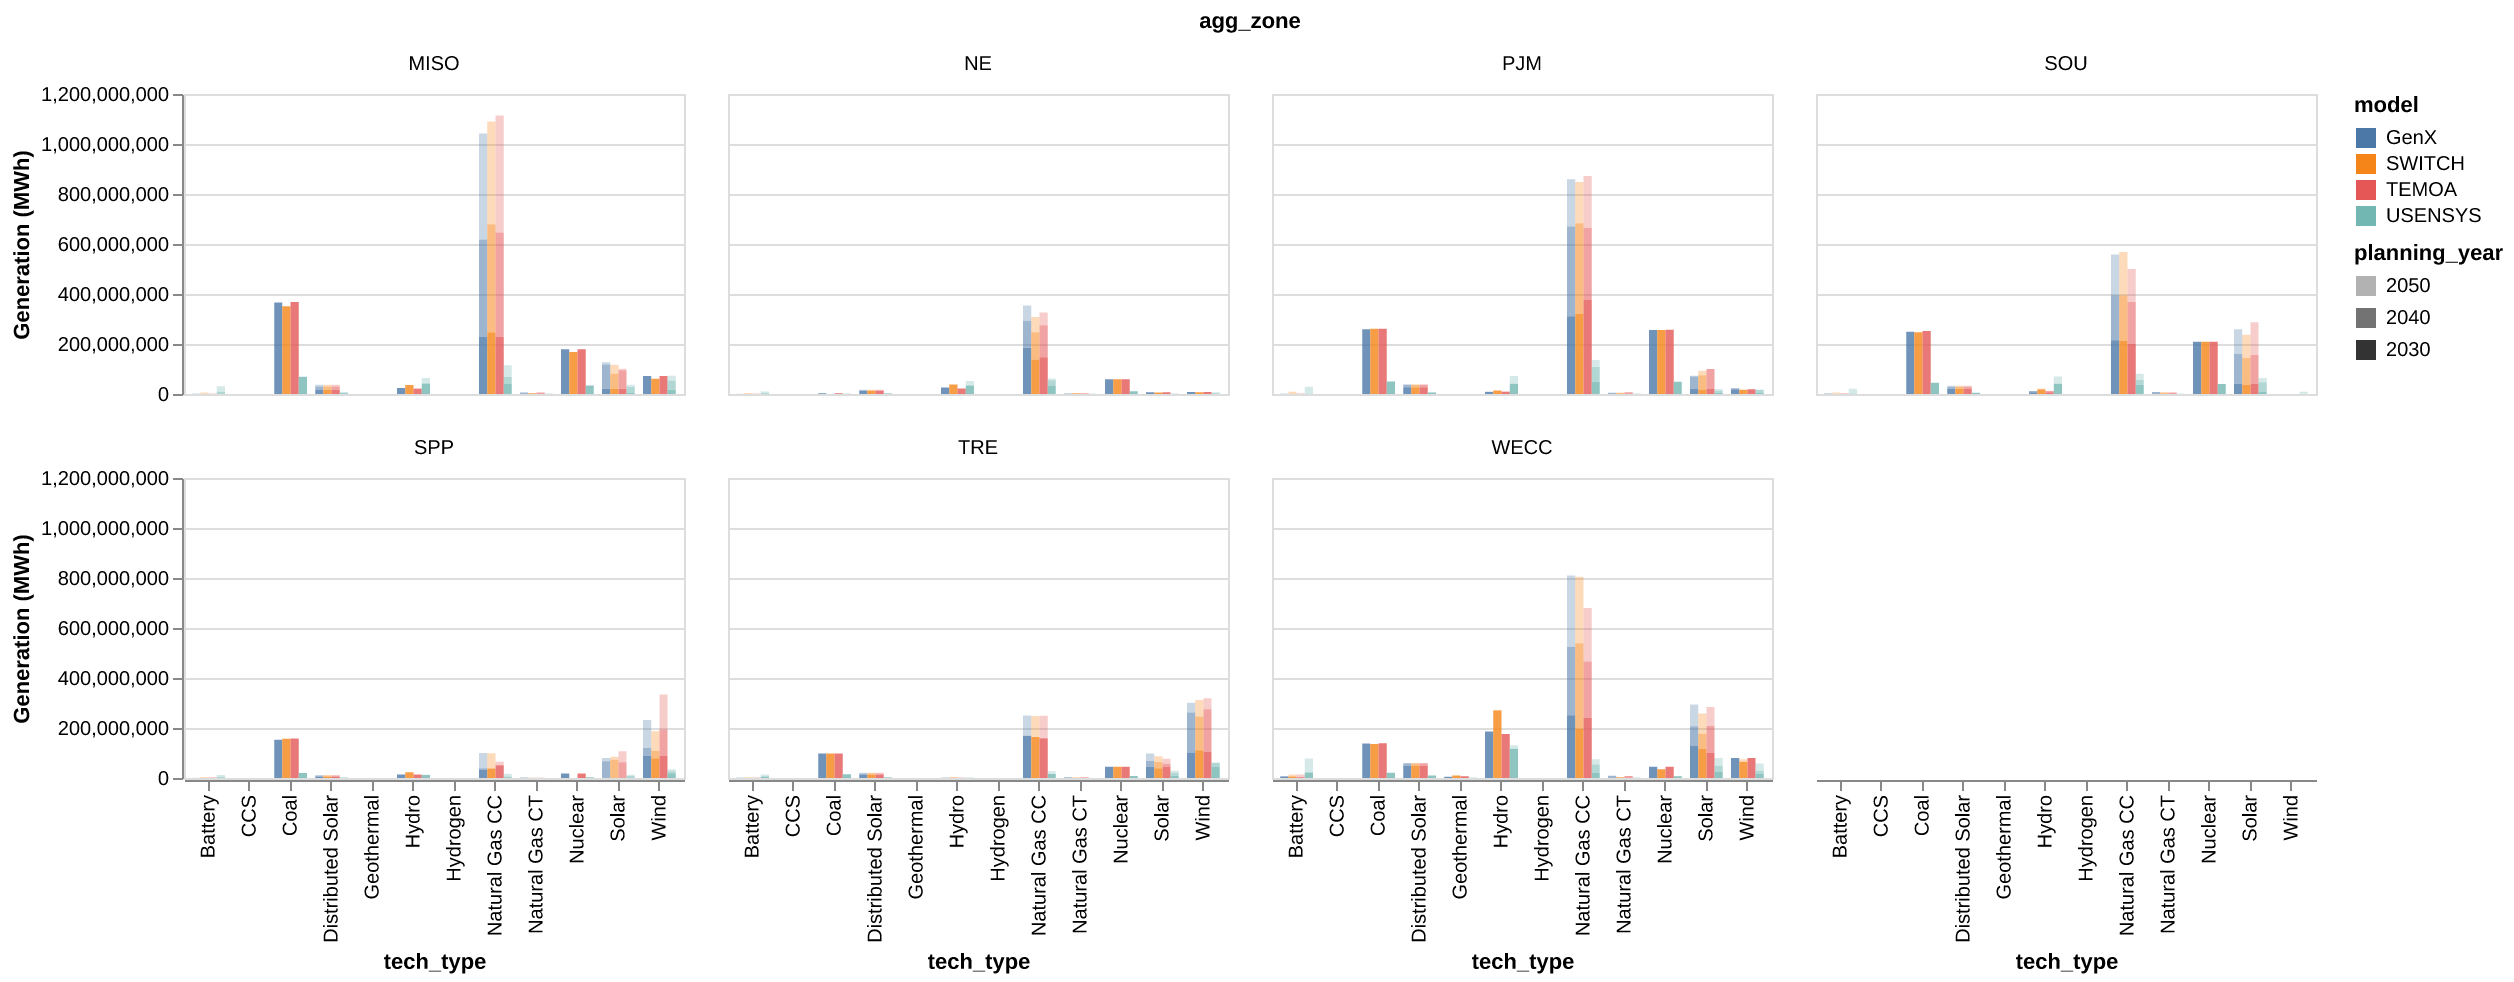 agg_zone
MISO
NE
PJM
SOU
1,200,000,000
1,000,000,000
800,000,000
600,000,000
400,000,000
200,000,000
0
Generation (MWh)
model
GenX
SWITCH
TEMOA
USENSYS
planning_year
2050
2040
2030
SPP
TRE
WECC
1,200,000,000
1,000,000,000
800,000,000
600,000,000
400,000,000
200,000,000
0
Generation (MWh)
Battery
CCS
Coal
Distributed Solar
Geothermal
Hydro
Hydrogen
Natural Gas CC
Natural Gas CT
Nuclear
Solar
Wind
Battery
CCS
Coal
Distributed Solar
Geothermal
Hydro
Hydrogen
Natural Gas CC
Natural Gas CT
Nuclear
Solar
Wind
Battery
CCS
Coal
Distributed Solar
Geothermal
Hydro
Hydrogen
Natural Gas CC
Natural Gas CT
Nuclear
Solar
Wind
Battery
CCS
Coal
Distributed Solar
Geothermal
Hydro
Hydrogen
Natural Gas CC
Natural Gas CT
Nuclear
Solar
Wind
tech_type
tech_type
tech_type
tech_type